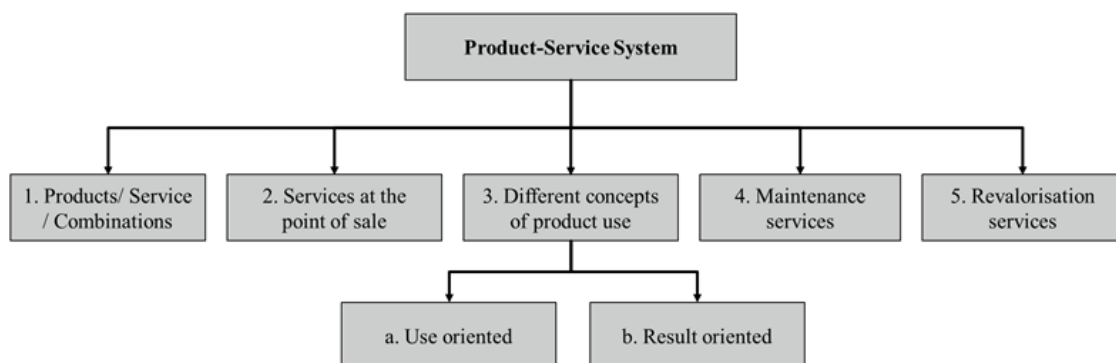 Product-Service System
1. Products/ Service
/ Combinations
2. Services at the
point of sale
3. Different concepts
of product use
4. Maintenance
services
5. Revalorisation
services
a. Use oriented
b. Result oriented